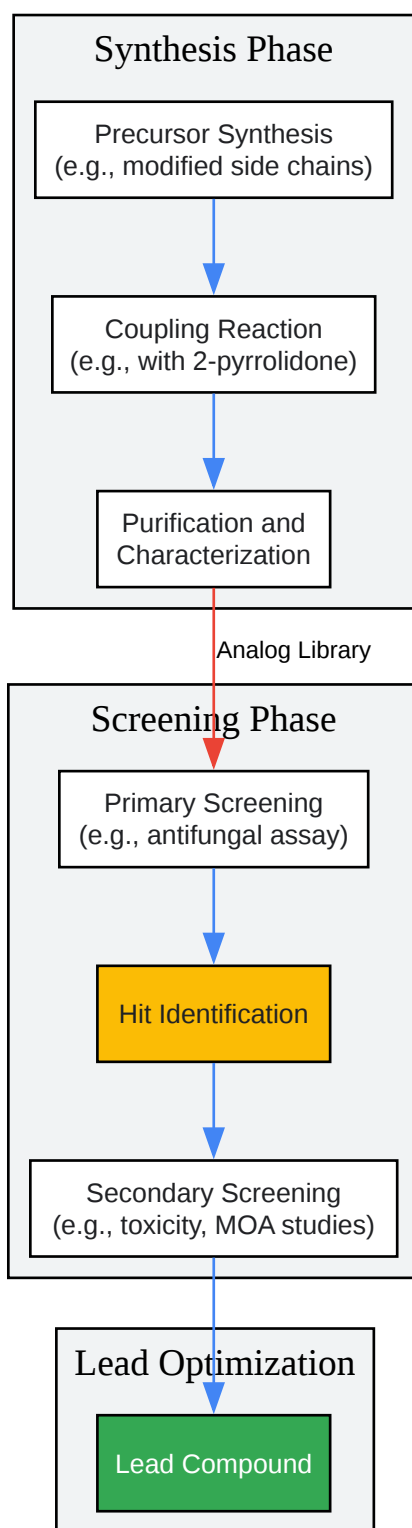 Synthesis Phase
Precursor Synthesis
(e.g., modified side chains)
Coupling Reaction
(e.g., with 2-pyrrolidone)
Purification and
Characterization
Analog Library
Screening Phase
Primary Screening
(e.g., antifungal assay)
Hit Identification
Secondary Screening
(e.g., toxicity, MOA studies)
Lead Optimization
Lead Compound